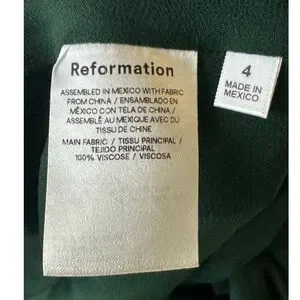 Reformation
ASSEMBLED IN MEXICO WITH FABRIC
FROM CHINA / ENSAMBLADO EN
MÉXICO CON TELA DE CHINA /
ASSEMBLÉ AU MEXIQUE AVEC DU
TISSU DE CHINE
MAIN FABRIC / TISSU PRINCIPAL /
TEJIDO PRINCIPAL
100% VISCOSE / VISCOSA
4
MADE IN
MEXICO